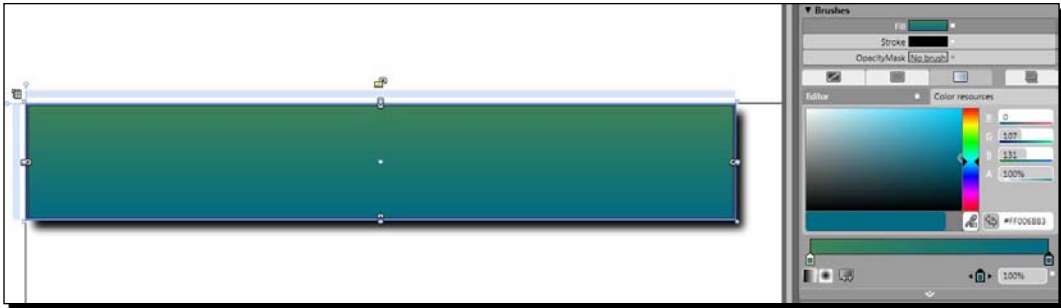 ▼ Brushes
Fill
Stroke
OpacityMask No brush
Editor
Color resources
R 0
G 107
B 131
A 100%
#FF006B83
100%